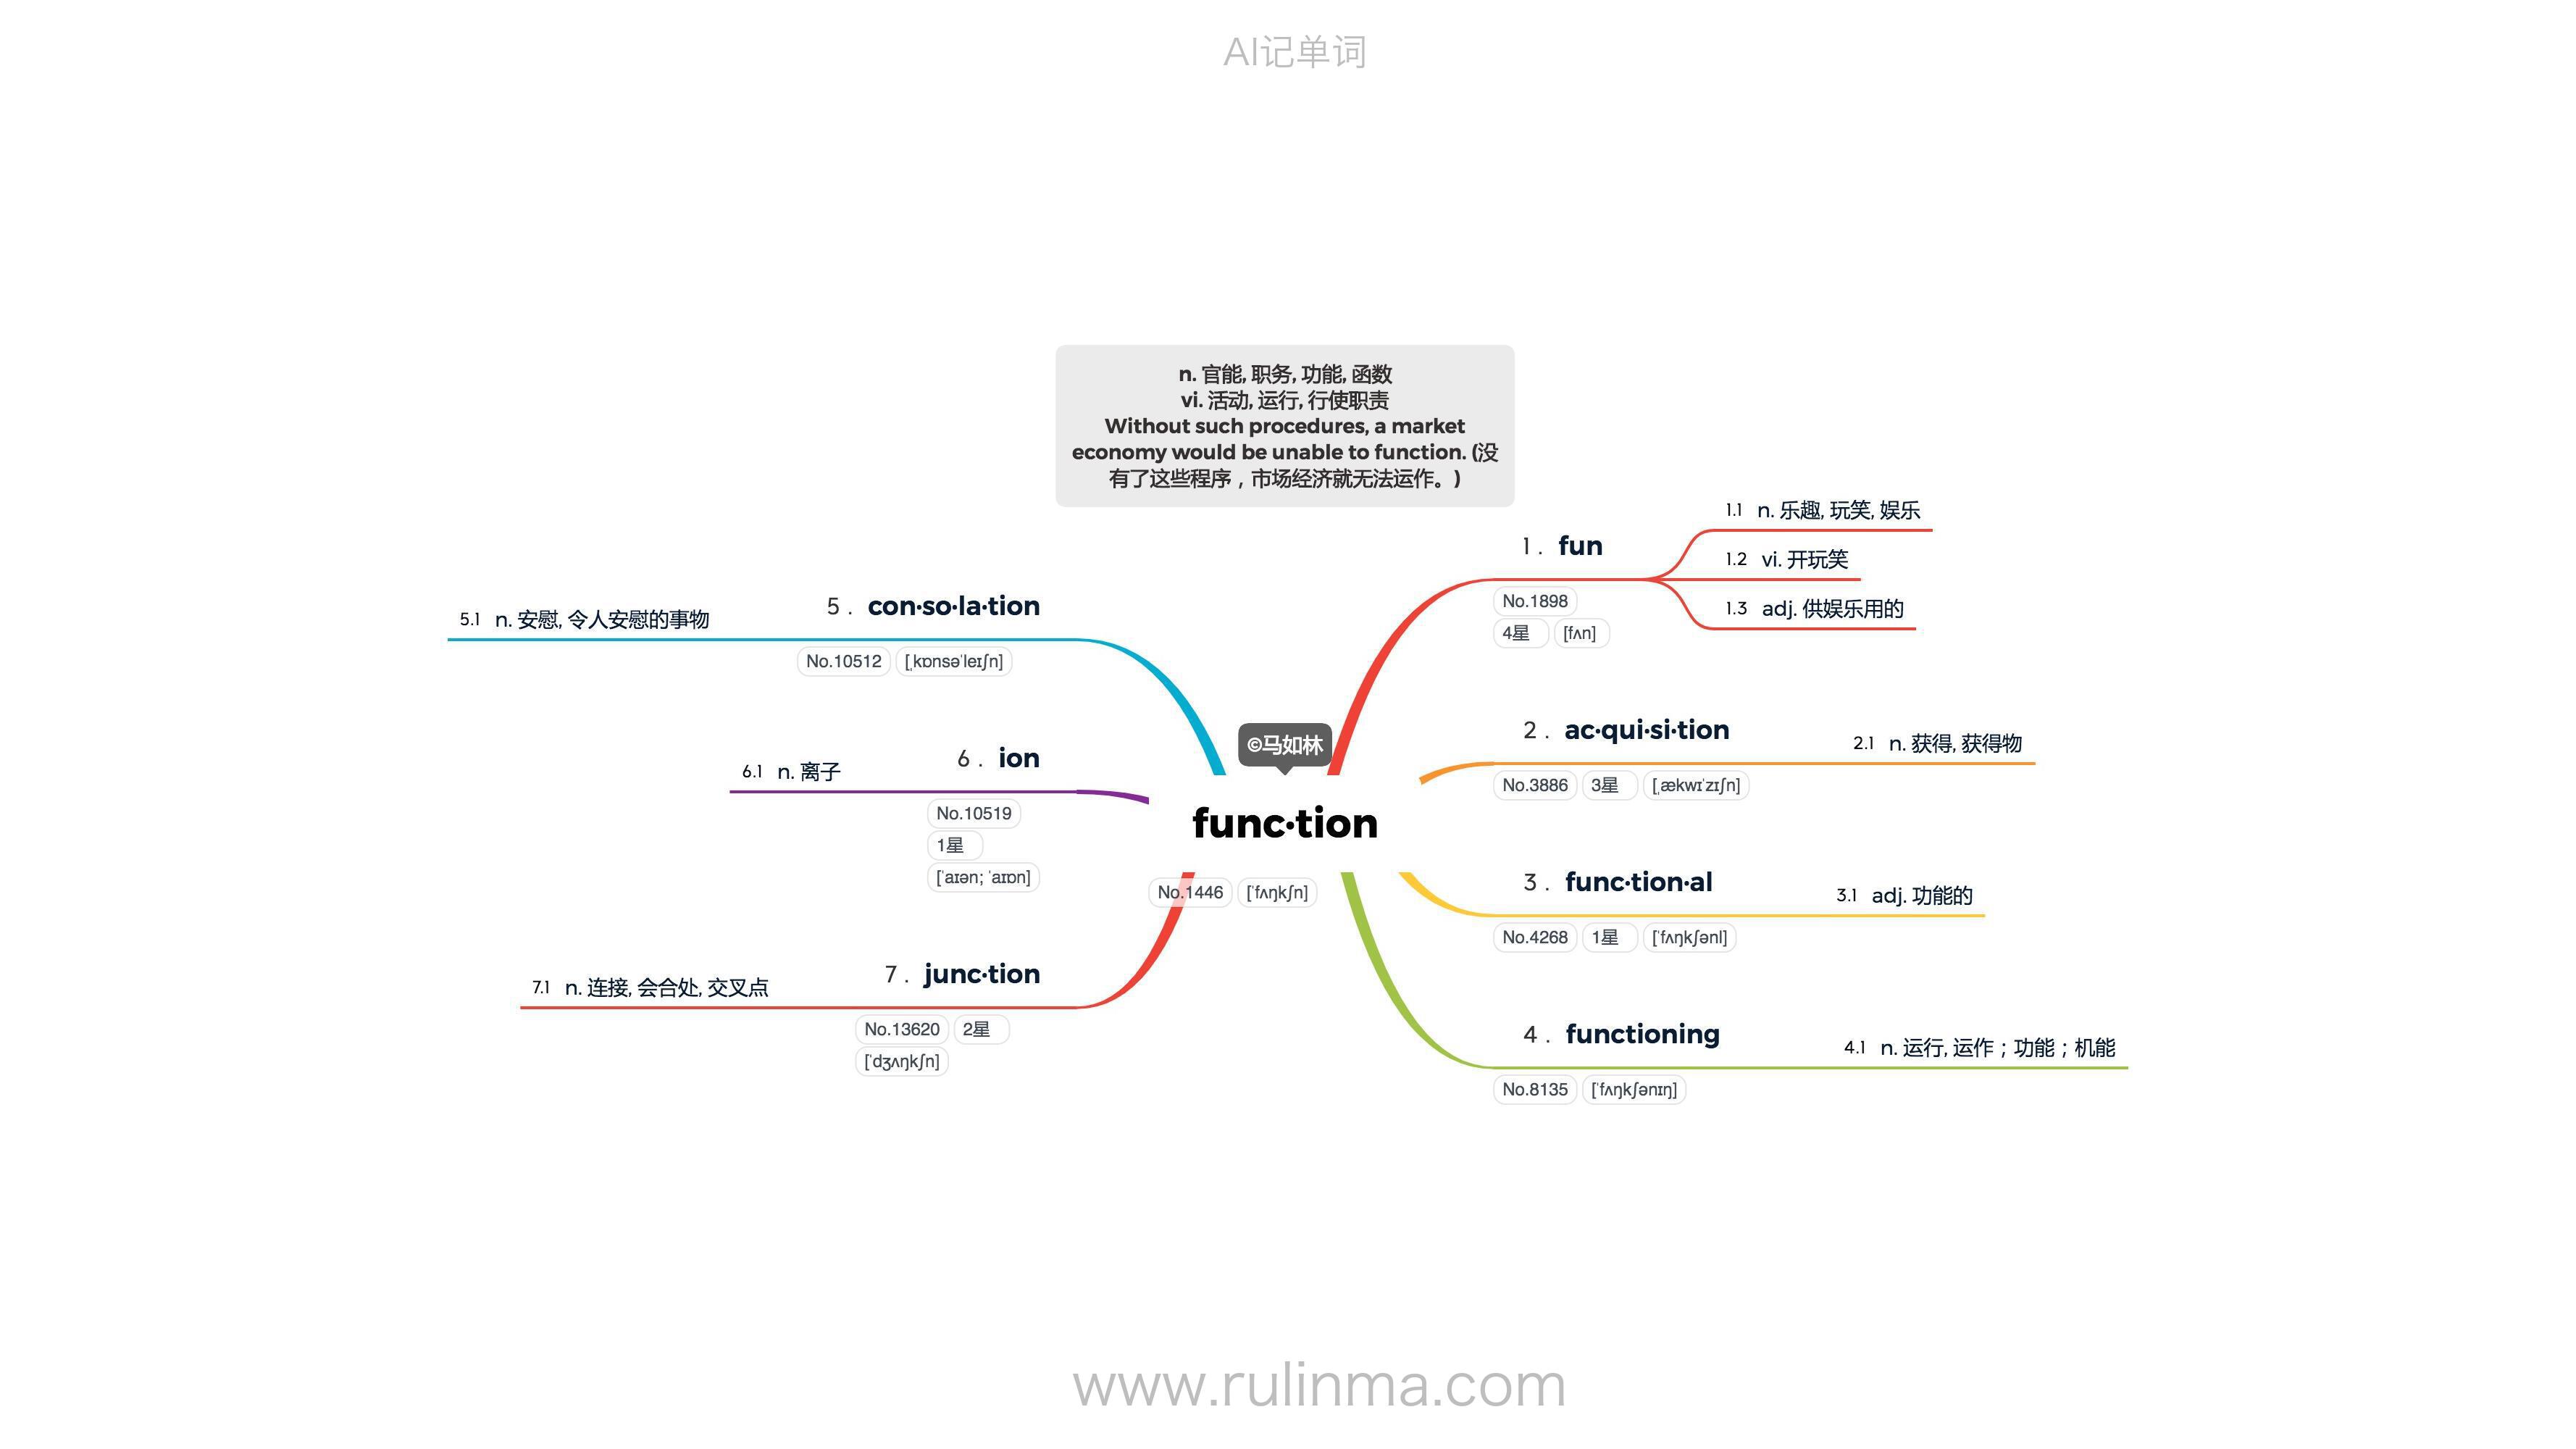 AI记单词
n. 官能, 职务, 功能, 函数
vi. 活动, 运行, 行使职责
Without such procedures, a market
economy would be unable to function. (没
有了这些程序，市场经济就无法运作。)
©马如林
func·tion
No.1446 [ˈfʌŋkʃn]
1. fun
No.1898
4星 [fʌn]
1.1 n. 乐趣, 玩笑, 娱乐
1.2 vi. 开玩笑
1.3 adj. 供娱乐用的
2. ac·qui·si·tion
No.3886 3星 [ˌækwɪˈzɪʃn]
2.1 n. 获得, 获得物
3. func·tion·al
No.4268 1星 [ˈfʌŋkʃənl]
3.1 adj. 功能的
4. functioning
No.8135 [ˈfʌŋkʃənɪŋ]
4.1 n. 运行, 运作；功能；机能
5. con·so·la·tion
No.10512 [ˌkɒnsəˈleɪʃn]
5.1 n. 安慰, 令人安慰的事物
6. ion
No.10519
1星
[ˈaɪən; ˈaɪɒn]
6.1 n. 离子
7. junc·tion
No.13620 2星
[ˈdʒʌŋkʃn]
7.1 n. 连接, 会合处, 交叉点
www.rulinma.com